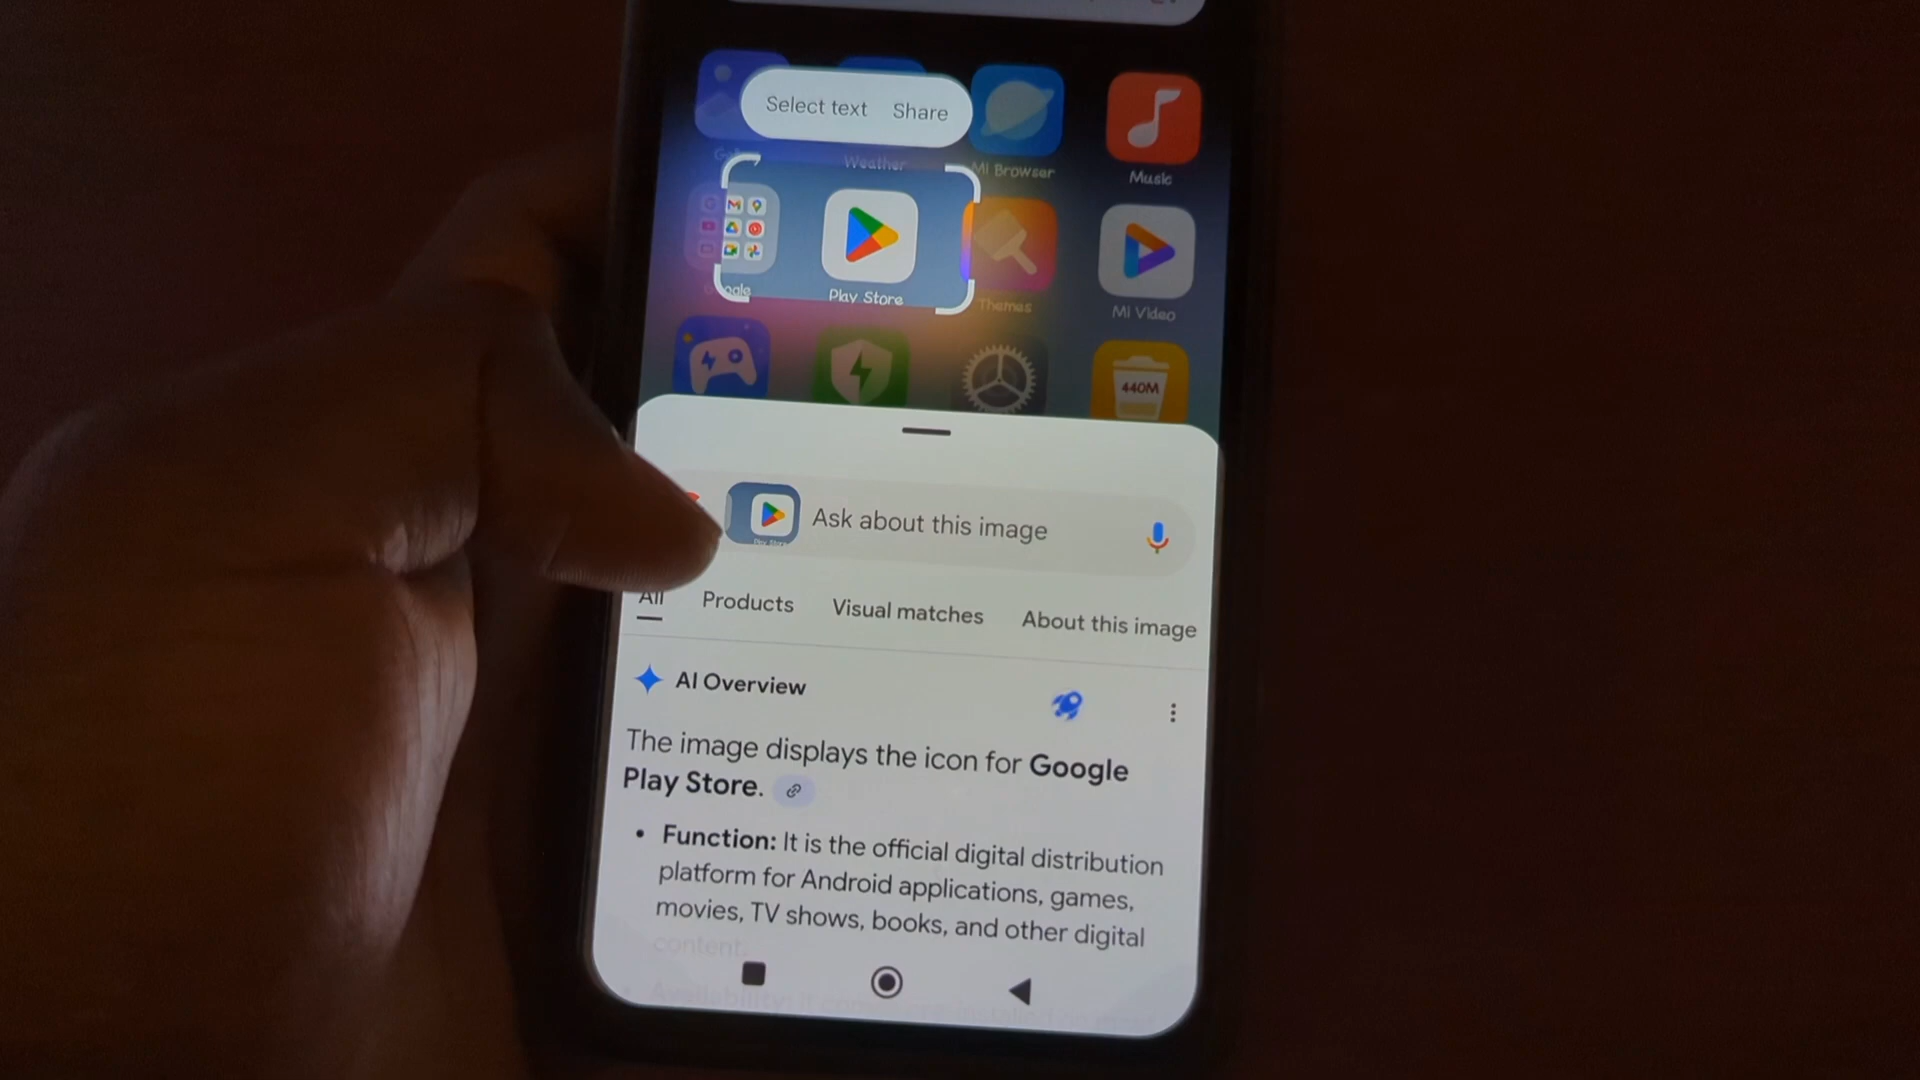 Select text Share
Weather
Mi Browser
Music
Play Store
Themes
Mi Video
440M
Ask about this image
All Products Visual matches About this image
AI Overview
The image displays the icon for Google
Play Store.
• Function: It is the official digital distribution
platform for Android applications, games,
movies, TV shows, books, and other digital
content.